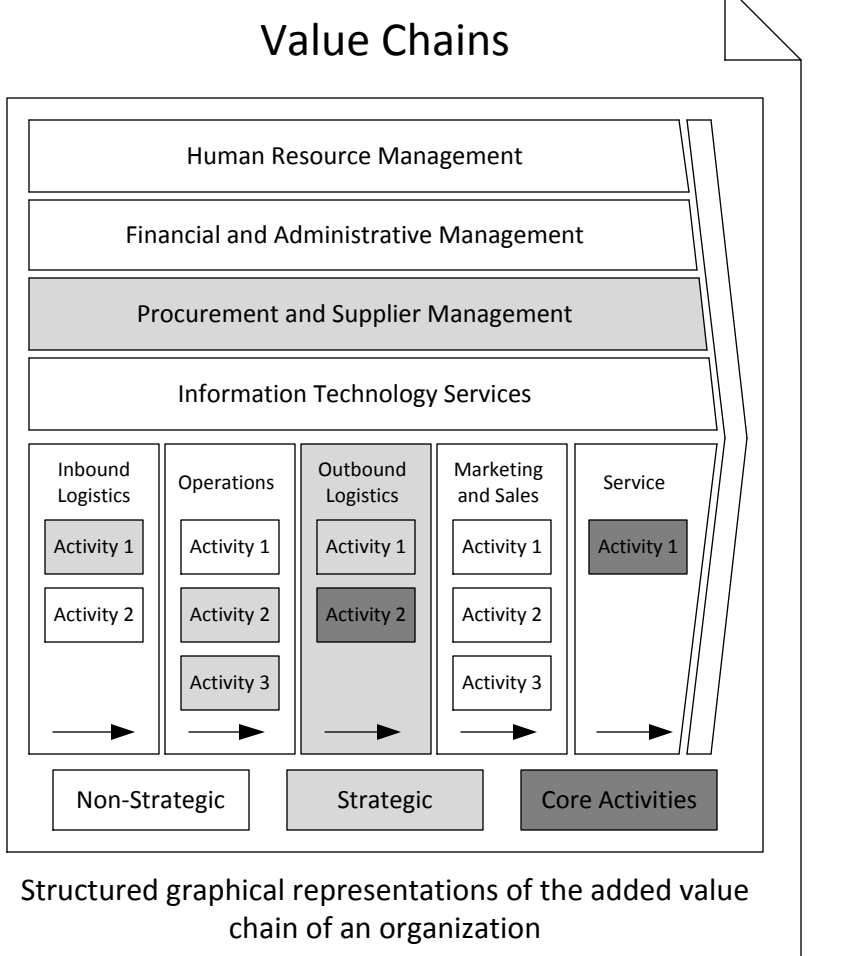 Value Chains
Human Resource Management
Financial and Administrative Management
Procurement and Supplier Management
Information Technology Services
Inbound
Logistics
Activity 1
Activity 2
Operations
Activity 1
Activity 2
Activity 3
Outbound
Logistics
Activity 1
Activity 2
Marketing
and Sales
Activity 1
Activity 2
Activity 3
Service
Activity 1
Non-Strategic
Strategic
Core Activities
Structured graphical representations of the added value
chain of an organization